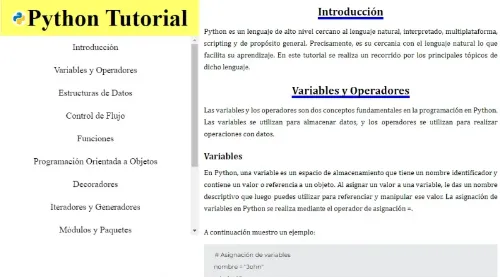 Python Tutorial
Introducción
Variables y Operadores
Estructuras de Datos
Control de Flujo
Funciones
Programación Orientada a Objetos
Decoradores
Iteradores y Generadores
Módulos y Paquetes
Introducción
Python es un lenguaje de alto nivel cercano al lenguaje natural, interpretado, multiplataforma,
scripting y de propósito general. Precisamente, es su cercania con el lenguaje natural lo que
facilita su aprendizaje. En este tutorial se realiza un recorrido por los principales tópicos de
dicho lenguaje.
Variables y Operadores
Las variables y los operadores son dos conceptos fundamentales en la programación en Python.
Las variables se utilizan para almacenar datos, y los operadores se utilizan para realizar
operaciones con datos.
Variables
En Python, una variable es un espacio de almacenamiento que tiene un nombre identificador y
contiene un valor o referencia a un objeto. Al asignar un valor a una variable, le das un nombre
descriptivo que luego puedes utilizar para referenciar y manipular ese valor. La asignación de
variables en Python se realiza mediante el operador de asignación =.
A continuación muestro un ejemplo:
# Asignación de variables
nombre = "John"